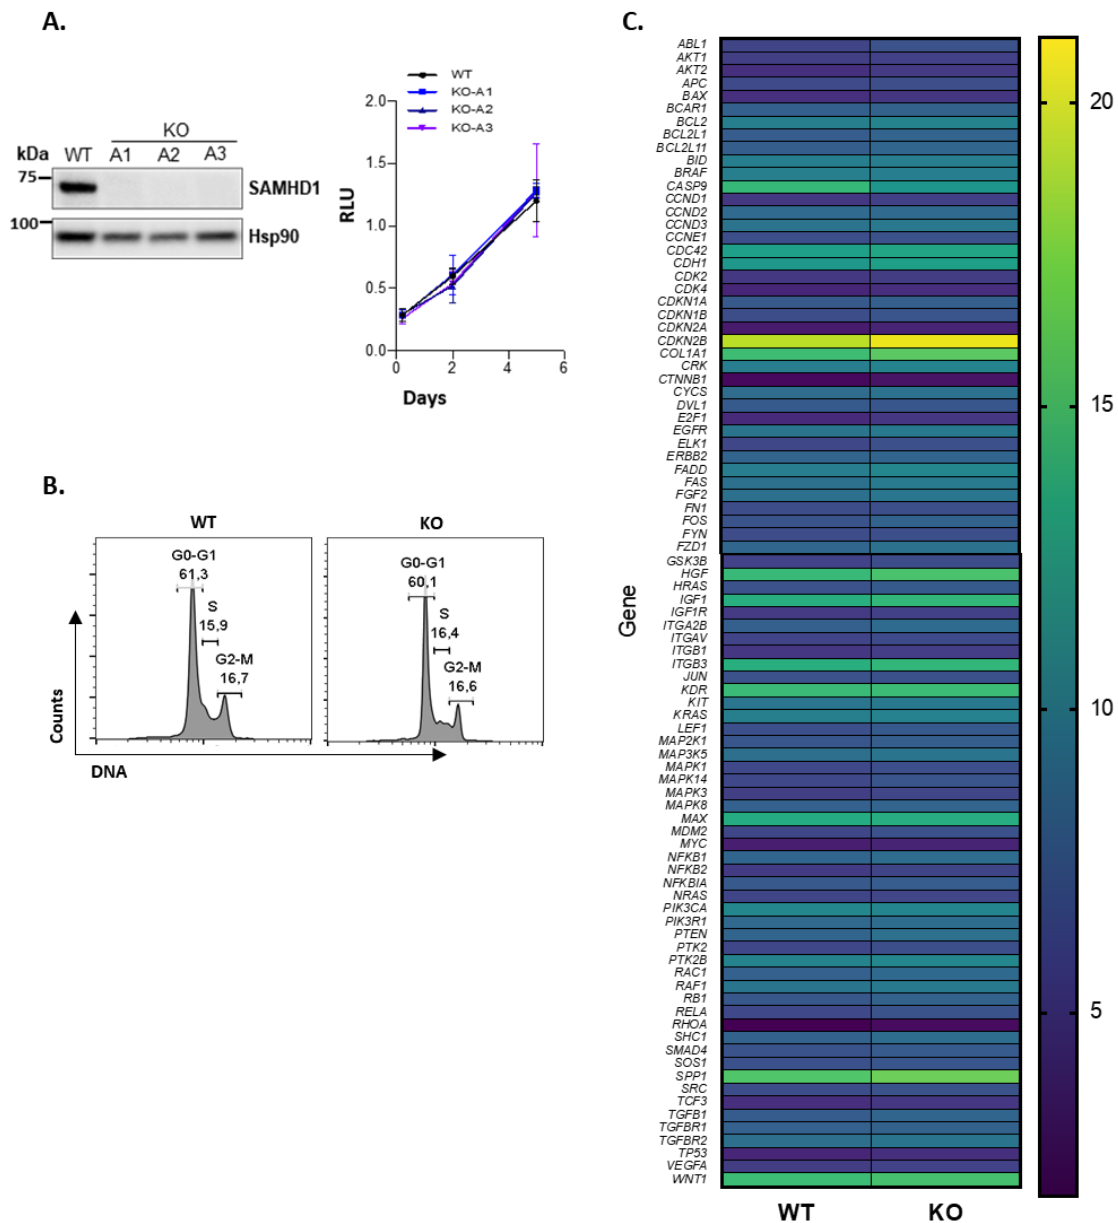 A.
KO
kDa WT A1 A2 A3
75 SAMHD1
100 Hsp90
WT
KO-A1
KO-A2
KO-A3
2.0
1.5
1.0
0.5
0.0
RLU
0 2 4 6
Days
B.
WT
G0-G1
61,3
S
15,9
G2-M
16,7
KO
G0-G1
60,1
S
16,4
G2-M
16,6
Counts
DNA
C.
Gene
ABL1
AKT1
AKT2
APC
BAX
BCAR1
BCL2
BCL2L1
BCL2L11
BID
BRAF
CASP9
CCND1
CCND2
CCND3
CCNE1
CDC42
CDH1
CDK2
CDK4
CDKN1A
CDKN1B
CDKN2A
CDKN2B
COL1A1
CRK
CTNNB1
CYCS
DVL1
E2F1
EGFR
ELK1
ERBB2
FADD
FAS
FGF2
FN1
FOS
FYN
FZD1
GSK3B
HGF
HRAS
IGF1
IGF1R
ITGA2B
ITGAV
ITGB1
ITGB3
JUN
KDR
KIT
KRAS
LEF1
MAP2K1
MAP3K5
MAPK1
MAPK14
MAPK3
MAPK8
MAX
MDM2
MYC
NFKB1
NFKB2
NFKBIA
NRAS
PIK3CA
PIK3R1
PTEN
PTK2
PTK2B
RAC1
RAF1
RB1
RELA
RHOA
SHC1
SMAD4
SOS1
SPP1
SRC
TCF3
TGFB1
TGFBR1
TGFBR2
TP53
VEGFA
WNT1
WT KO
20
15
10
5